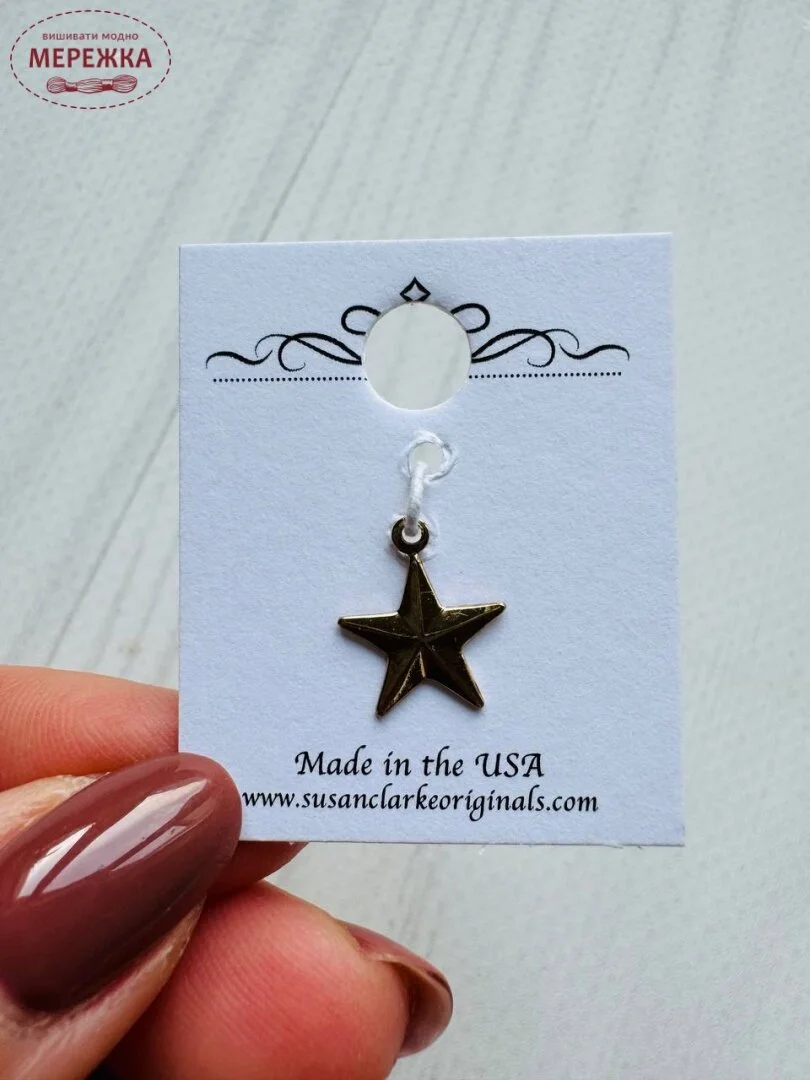 вишивати модно
МЕРЕЖКА
Made in the USA
www.susanclarkeoriginals.com